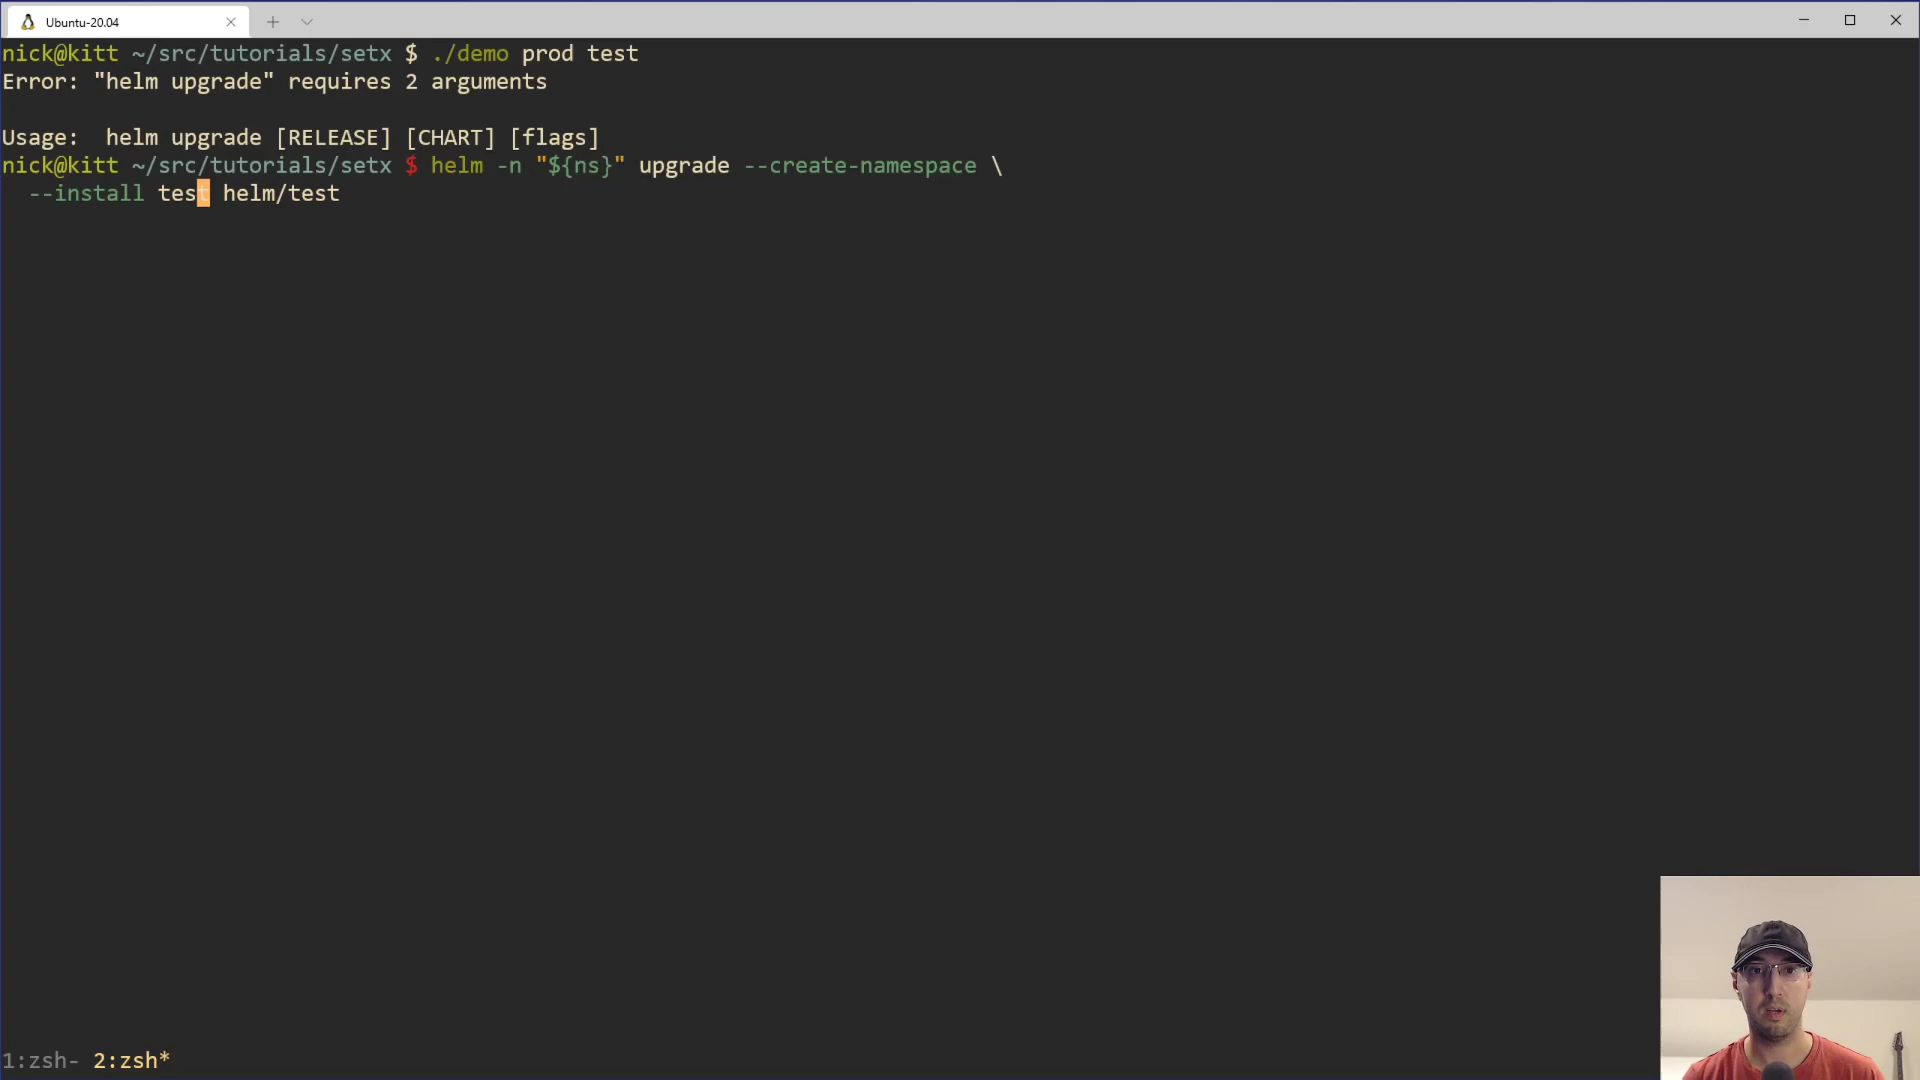 Ubuntu-20.04
nick@kitt ~/src/tutorials/setx $ ./demo prod test
Error: "helm upgrade" requires 2 arguments
Usage:  helm upgrade [RELEASE] [CHART] [flags]
nick@kitt ~/src/tutorials/setx $ helm -n "${ns}" upgrade --create-namespace \
  --install test helm/test
1:zsh- 2:zsh*